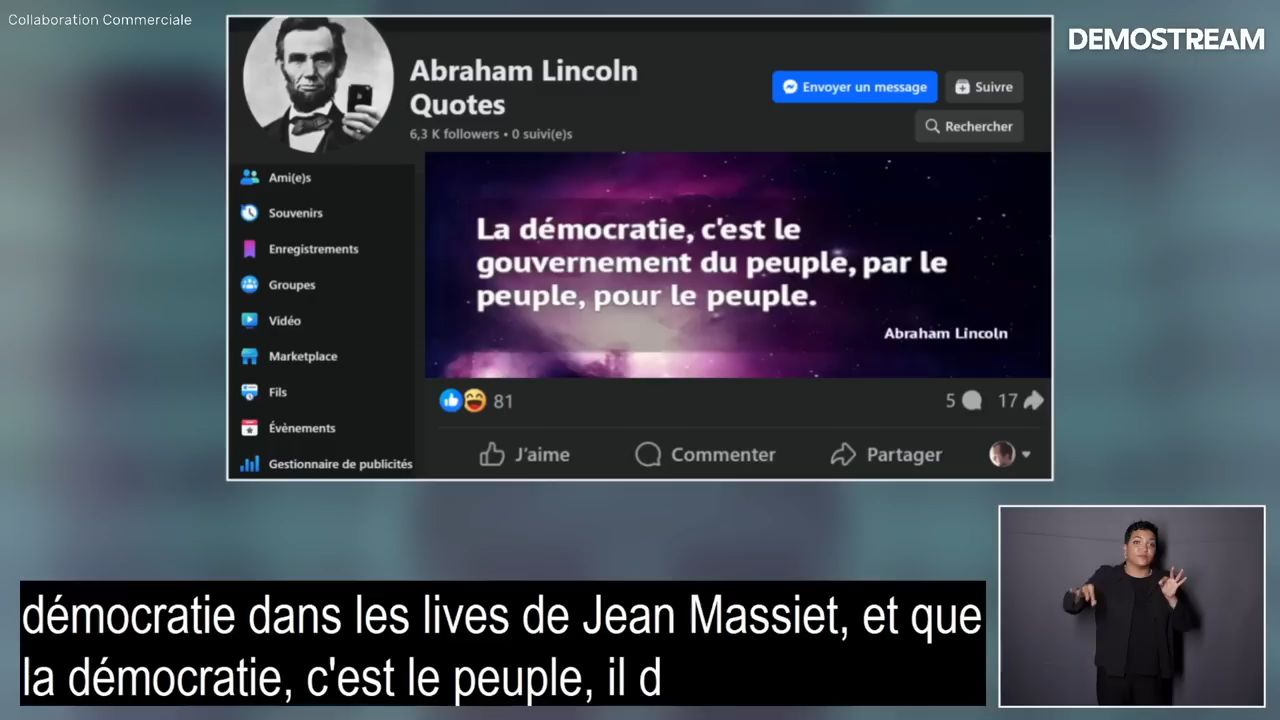 Collaboration Commerciale
DEMOSTREAM
Abraham Lincoln
Quotes
6,3 K followers • 0 suivi(e)s
Envoyer un message
Suivre
Rechercher
Ami(e)s
Souvenirs
Enregistrements
Groupes
Vidéo
Marketplace
Fils
Évènements
Gestionnaire de publicités
La démocratie, c'est le
gouvernement du peuple, par le
peuple, pour le peuple.
Abraham Lincoln
81
5
17
J'aime
Commenter
Partager
démocratie dans les lives de Jean Massiet, et que
la démocratie, c'est le peuple, il d